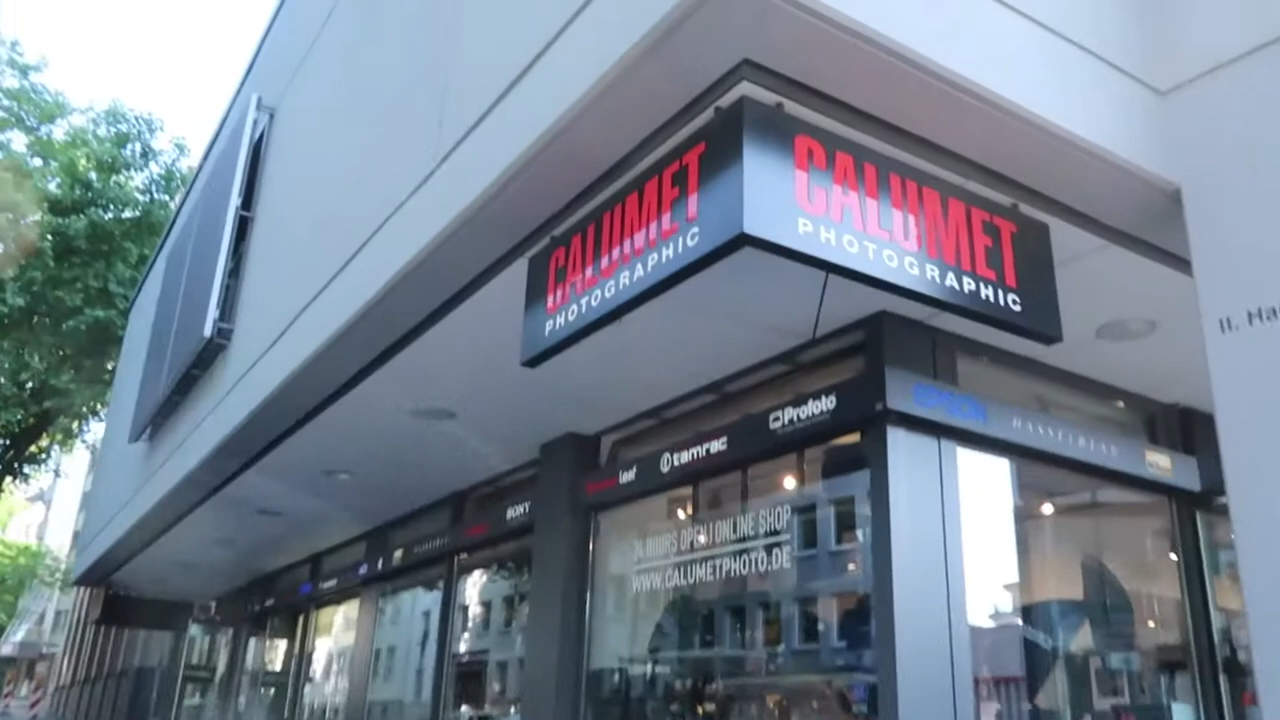 CALUMET
PHOTOGRAPHIC
CALUMET
PHOTOGRAPHIC
EPSON
HASSELBLAD
Profoto
tamrac
leaf
SONY
24 HOURS OPEN | ONLINE SHOP
WWW.CALUMETPHOTO.DE